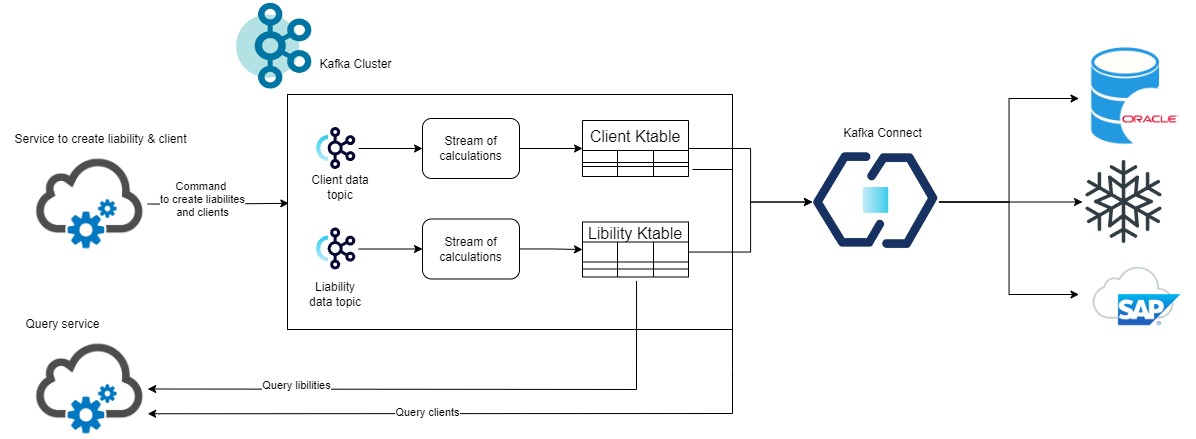 Kafka Cluster
Service to create liability & client
Command
to create liabilites
and clients
Client data
topic
Stream of
calculations
Client Ktable
Liability
data topic
Stream of
calculations
Libility Ktable
Kafka Connect
ORACLE
SAP
Query service
Query libilities
Query clients